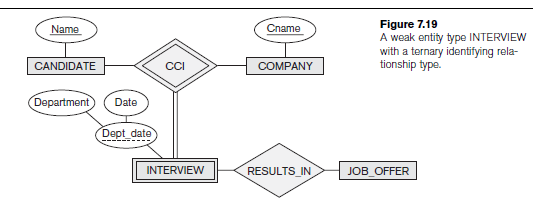 Name
Cname
Figure 7.19
A weak entity type INTERVIEW
with a ternary identifying rela-
tionship type.
CANDIDATE
CCI
COMPANY
Department
Date
Dept_date
INTERVIEW
RESULTS_IN
JOB_OFFER